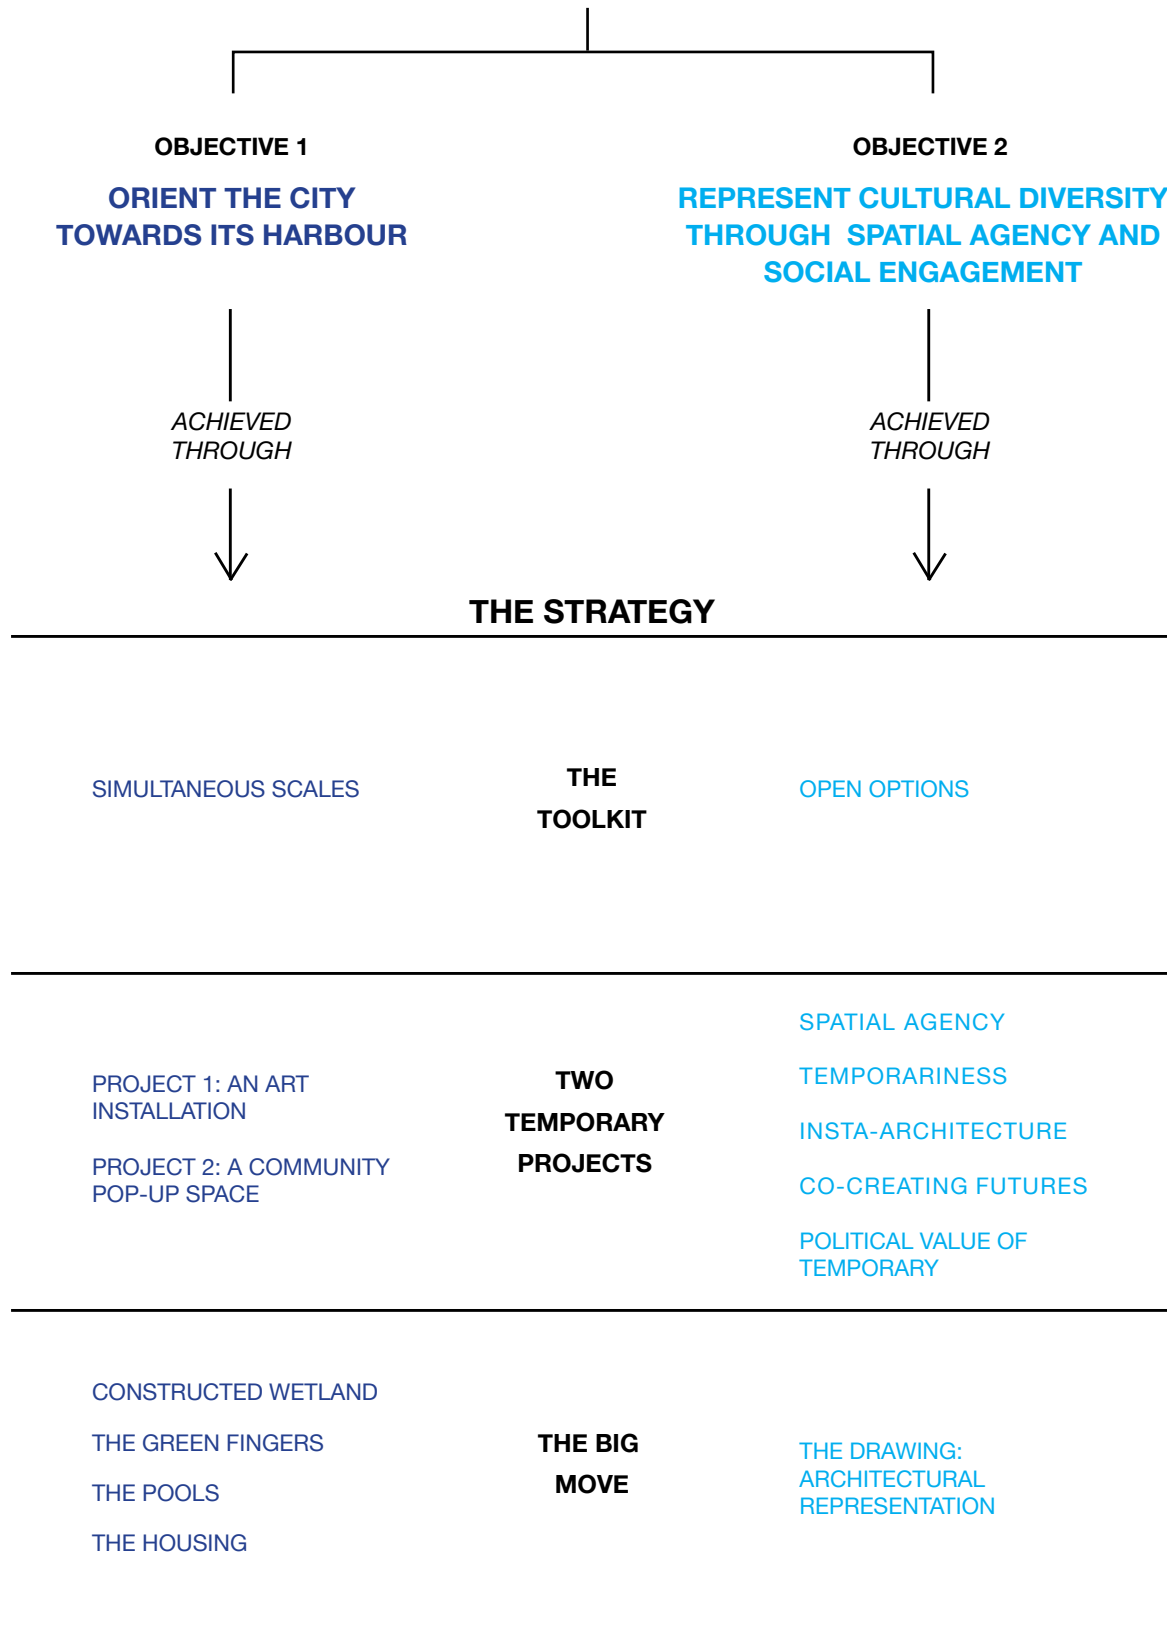 OBJECTIVE 1
ORIENT THE CITY
TOWARDS ITS HARBOUR
OBJECTIVE 2
REPRESENT CULTURAL DIVERSITY
THROUGH SPATIAL AGENCY AND
SOCIAL ENGAGEMENT
ACHIEVED
THROUGH
ACHIEVED
THROUGH
THE STRATEGY
SIMULTANEOUS SCALES
THE
TOOLKIT
OPEN OPTIONS
PROJECT 1: AN ART
INSTALLATION
PROJECT 2: A COMMUNITY
POP-UP SPACE
TWO
TEMPORARY
PROJECTS
SPATIAL AGENCY
TEMPORARINESS
INSTA-ARCHITECTURE
CO-CREATING FUTURES
POLITICAL VALUE OF
TEMPORARY
CONSTRUCTED WETLAND
THE GREEN FINGERS
THE POOLS
THE HOUSING
THE BIG
MOVE
THE DRAWING:
ARCHITECTURAL
REPRESENTATION